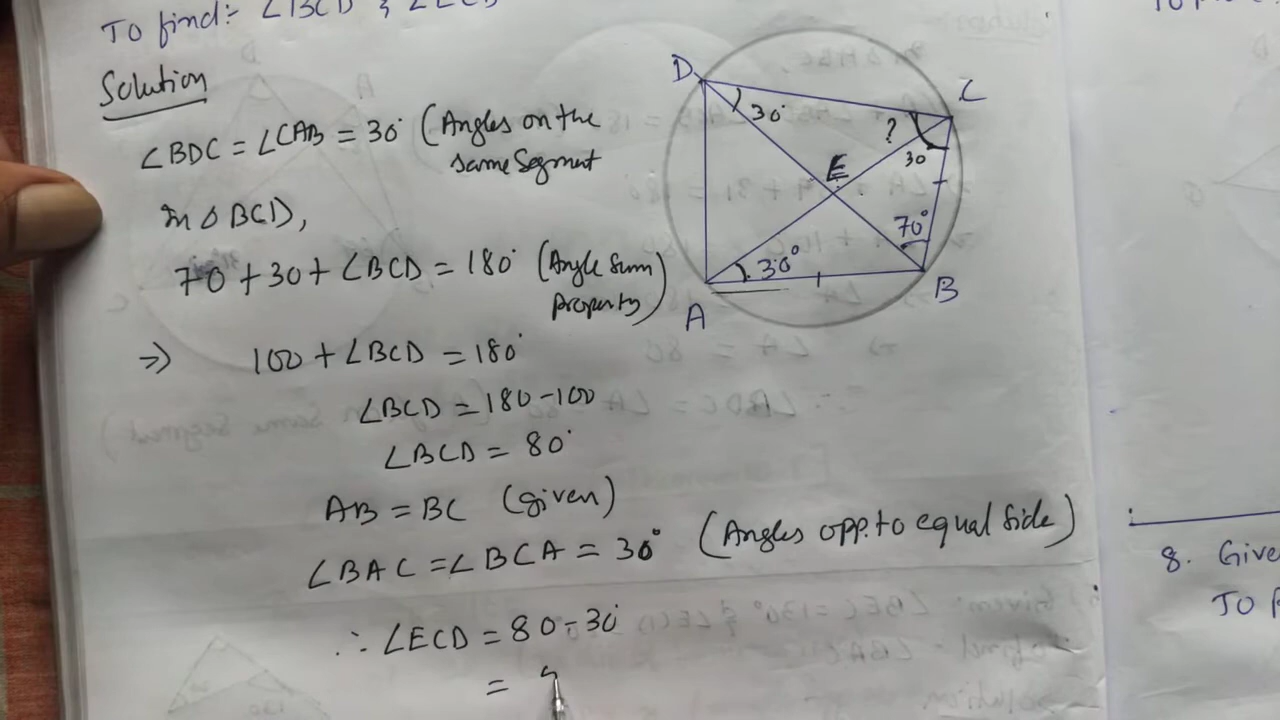 To find:- ∠BCD & ∠ECD
Solution
∠BDC = ∠CAB = 30° (Angles on the
same Segment
In △ BCD,
70 + 30 + ∠BCD = 180° (Angle Sum
Property)
=> 100 + ∠BCD = 180°
∠BCD = 180-100
∠BCD = 80°
AB = BC (given)
∠BAC = ∠BCA = 30° (Angles opp. to equal Side)
∴ ∠ECD = 80-30°
=
D
C
30°
?
30
E
70°
30°
A
B
8. Give
To f